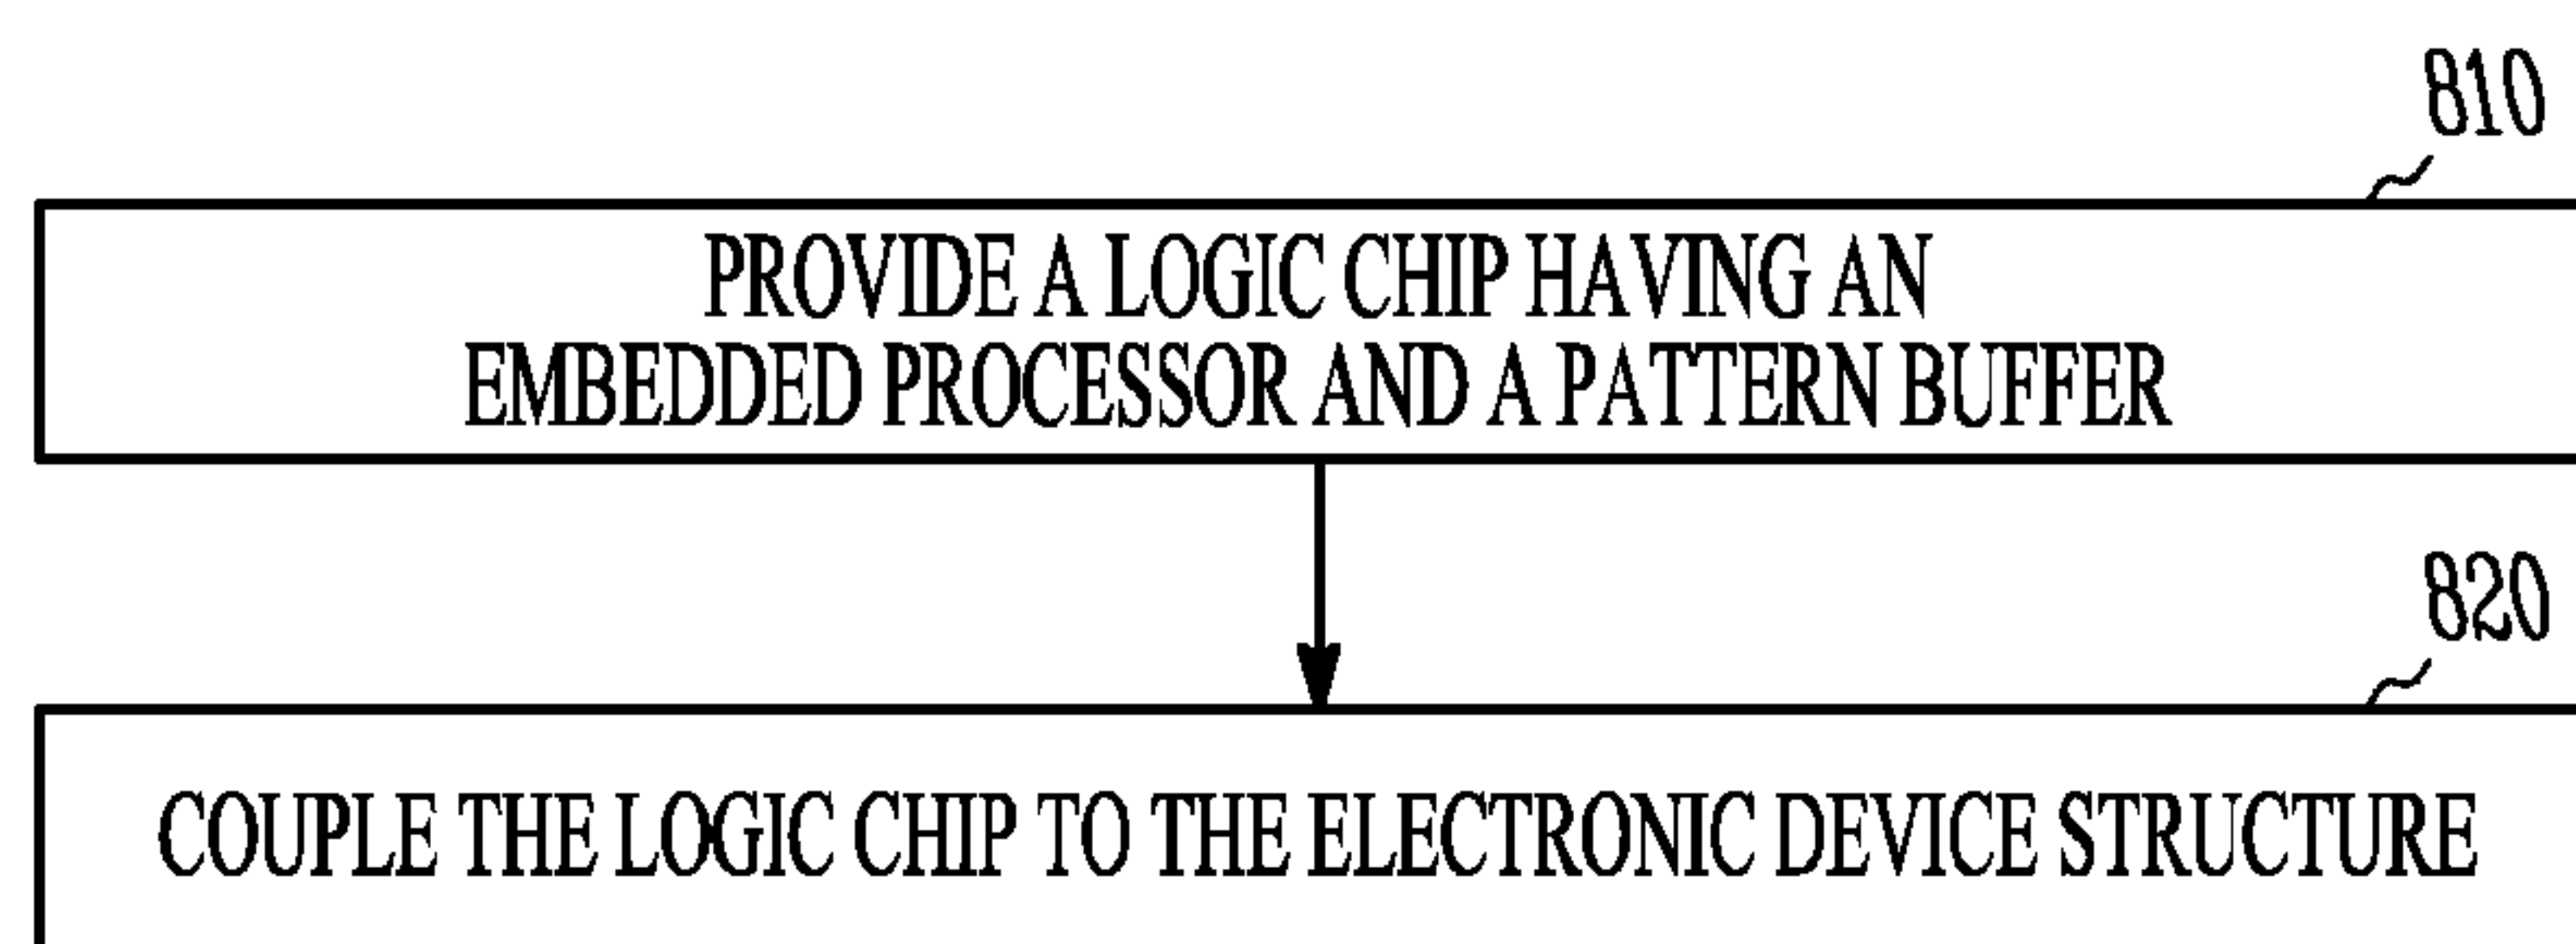 810
PROVIDE A LOGIC CHIP HAVING AN
EMBEDDED PROCESSOR AND A PATTERN BUFFER
820
COUPLE THE LOGIC CHIP TO THE ELECTRONIC DEVICE STRUCTURE